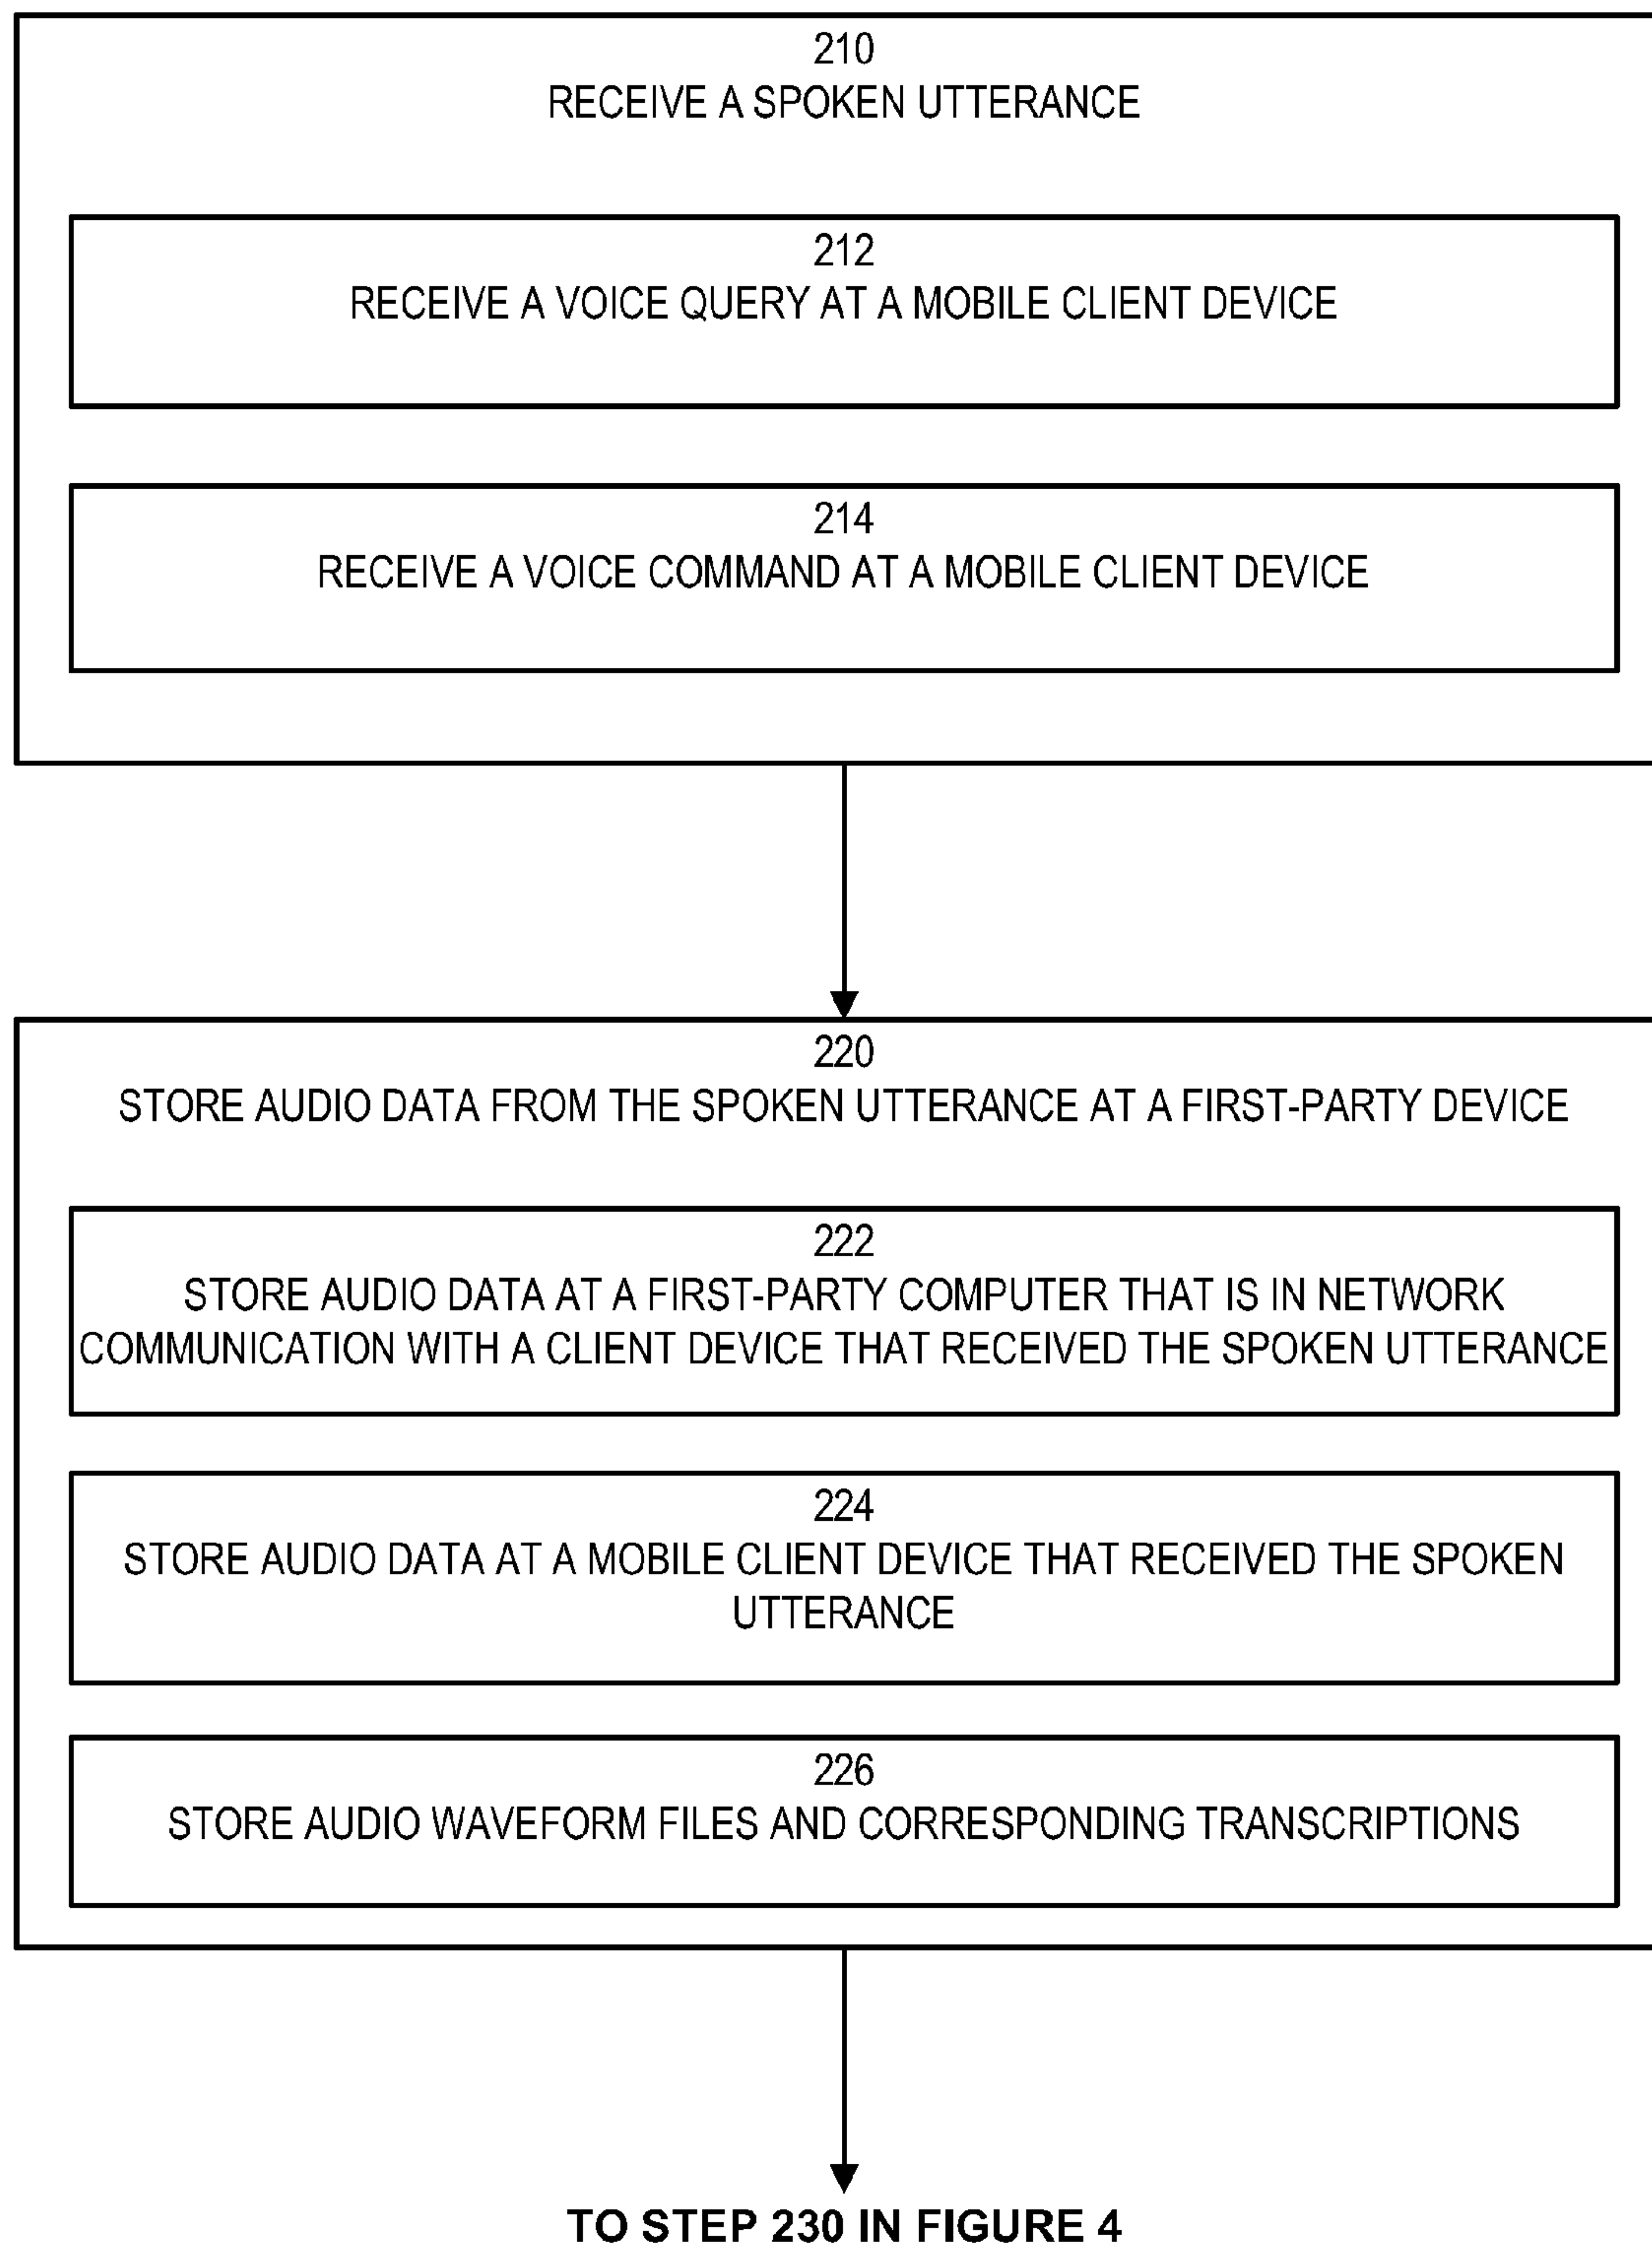 210
RECEIVE A SPOKEN UTTERANCE
212
RECEIVE A VOICE QUERY AT A MOBILE CLIENT DEVICE
214
RECEIVE A VOICE COMMAND AT A MOBILE CLIENT DEVICE
220
STORE AUDIO DATA FROM THE SPOKEN UTTERANCE AT A FIRST-PARTY DEVICE
222
STORE AUDIO DATA AT A FIRST-PARTY COMPUTER THAT IS IN NETWORK
COMMUNICATION WITH A CLIENT DEVICE THAT RECEIVED THE SPOKEN UTTERANCE
224
STORE AUDIO DATA AT A MOBILE CLIENT DEVICE THAT RECEIVED THE SPOKEN
UTTERANCE
226
STORE AUDIO WAVEFORM FILES AND CORRESPONDING TRANSCRIPTIONS
TO STEP 230 IN FIGURE 4